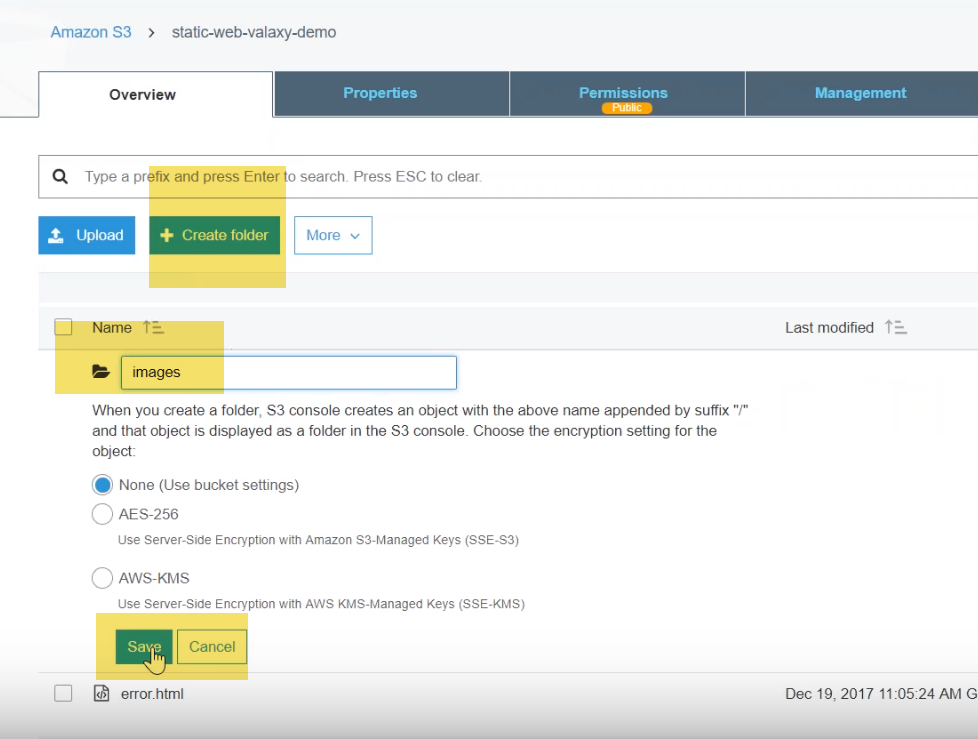 Amazon S3 > static-web-valaxy-demo
Overview Properties Permissions Management
Public
Type a prefix and press Enter to search. Press ESC to clear.
Upload + Create folder More
Name Last modified
images
When you create a folder, S3 console creates an object with the above name appended by suffix "/"
and that object is displayed as a folder in the S3 console. Choose the encryption setting for the
object:
None (Use bucket settings)
AES-256
Use Server-Side Encryption with Amazon S3-Managed Keys (SSE-S3)
AWS-KMS
Use Server-Side Encryption with AWS KMS-Managed Keys (SSE-KMS)
Save Cancel
error.html Dec 19, 2017 11:05:24 AM G